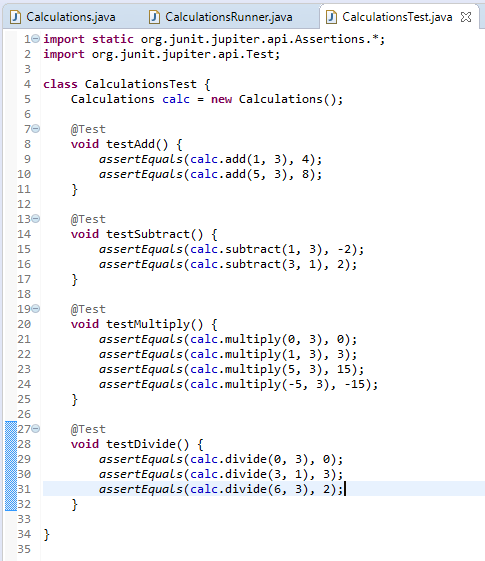 Calculations.java CalculationsRunner.java CalculationsTest.java
1 import static org.junit.jupiter.api.Assertions.*;
2 import org.junit.jupiter.api.Test;
3
4 class CalculationsTest {
5     Calculations calc = new Calculations();
6
7     @Test
8     void testAdd() {
9         assertEquals(calc.add(1, 3), 4);
10         assertEquals(calc.add(5, 3), 8);
11     }
12
13     @Test
14     void testSubtract() {
15         assertEquals(calc.subtract(1, 3), -2);
16         assertEquals(calc.subtract(3, 1), 2);
17     }
18
19     @Test
20     void testMultiply() {
21         assertEquals(calc.multiply(0, 3), 0);
22         assertEquals(calc.multiply(1, 3), 3);
23         assertEquals(calc.multiply(5, 3), 15);
24         assertEquals(calc.multiply(-5, 3), -15);
25     }
26
27     @Test
28     void testDivide() {
29         assertEquals(calc.divide(0, 3), 0);
30         assertEquals(calc.divide(3, 1), 3);
31         assertEquals(calc.divide(6, 3), 2);
32     }
33
34 }
35